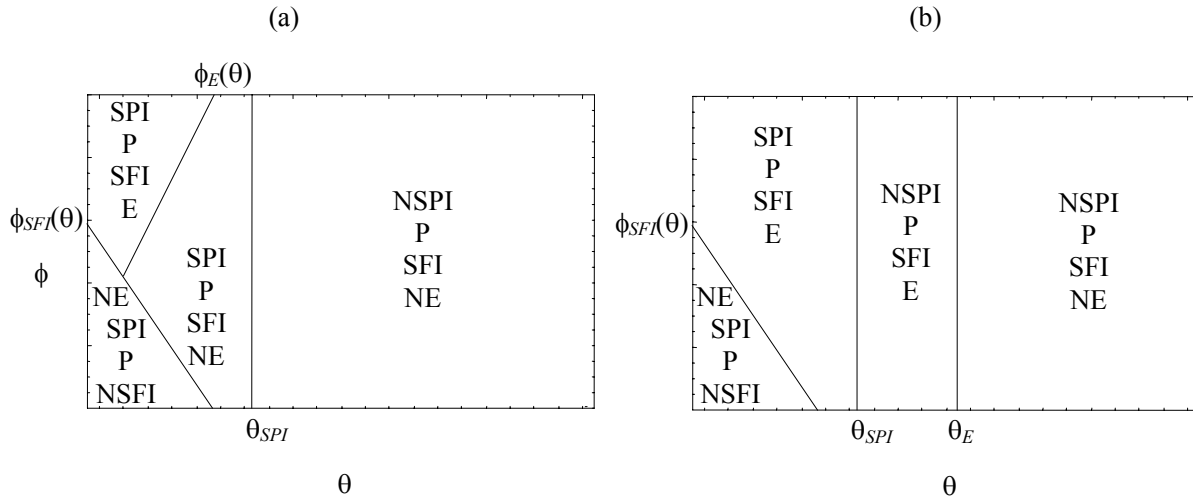 (a)
ϕE(θ)
SPI
P
SFI
E
ϕSFI(θ)
ϕ
NE
SPI
P
NSFI
SPI
P
SFI
NE
NSPI
P
SFI
NE
θSPI
θ
(b)
SPI
P
SFI
E
ϕSFI(θ)
NE
SPI
P
NSFI
NSPI
P
SFI
E
NSPI
P
SFI
NE
θSPI
θE
θ